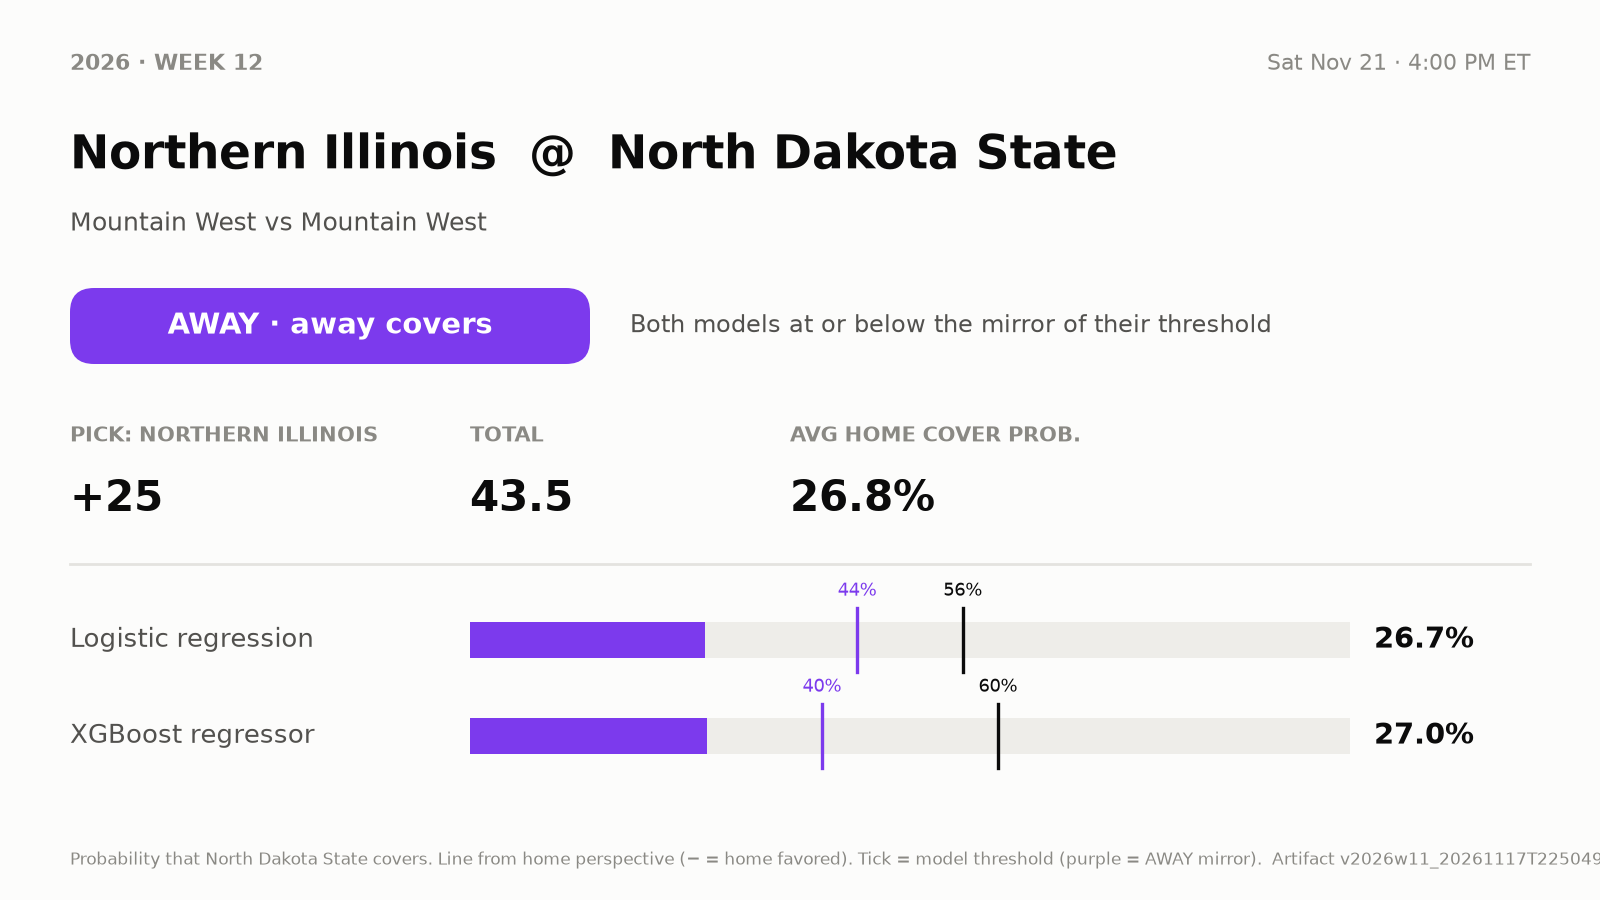 2026 · WEEK 12
Sat Nov 21 · 4:00 PM ET
Northern Illinois @ North Dakota State
Mountain West vs Mountain West
AWAY · away covers
Both models at or below the mirror of their threshold
PICK: NORTHERN ILLINOIS
+25
TOTAL
43.5
AVG HOME COVER PROB.
26.8%
44%
56%
Logistic regression
26.7%
40%
60%
XGBoost regressor
27.0%
Probability that North Dakota State covers. Line from home perspective (− = home favored). Tick = model threshold (purple = AWAY mirror). Artifact v2026w11_20261117T225049